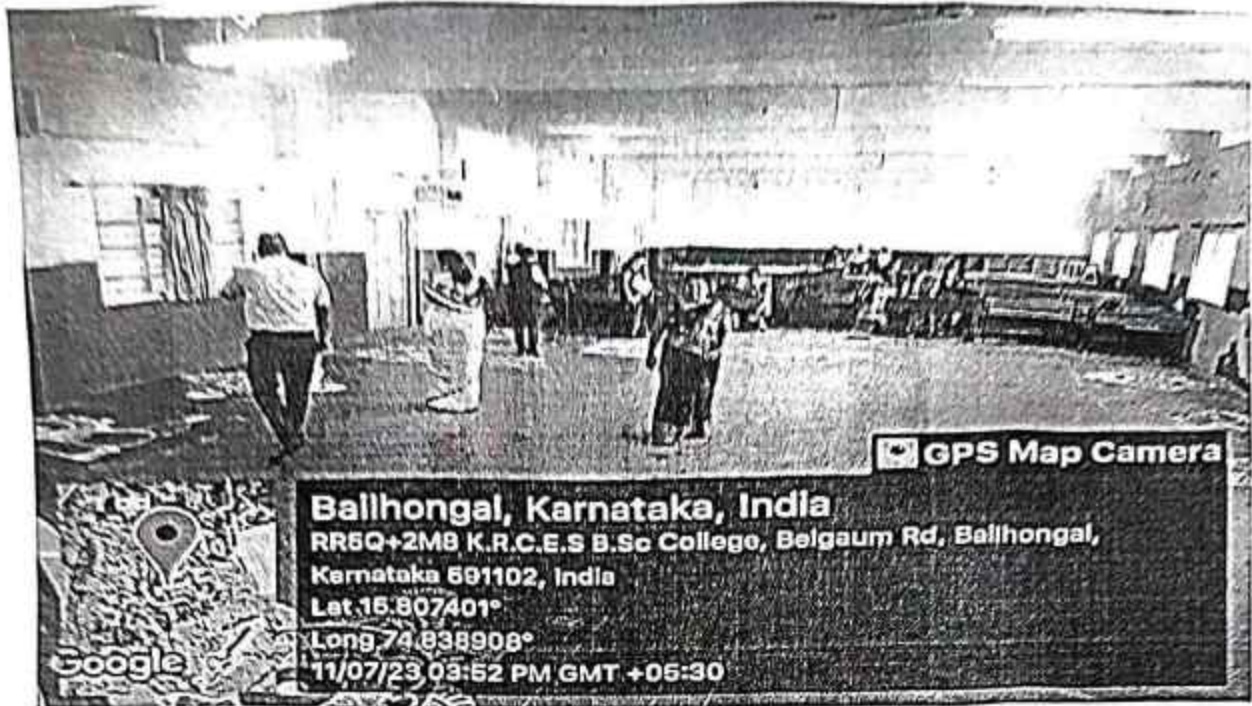 GPS Map Camera
Bailhongal, Karnataka, India
RR5Q+2M8 K.R.C.E.S B.Sc College, Belgaum Rd, Bailhongal,
Karnataka 591102, India
Lat 15.807401°
Long 74.838908°
11/07/23 03:52 PM GMT +05:30
Google